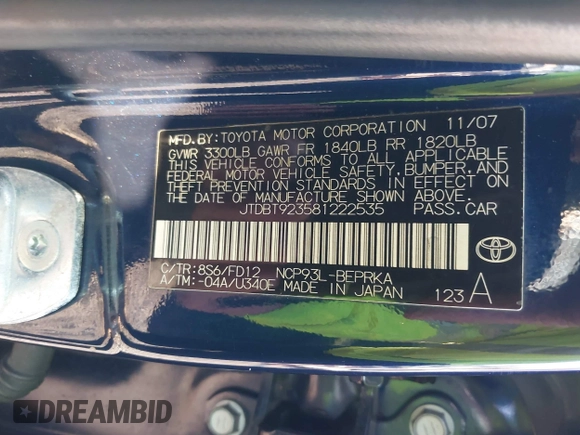 MFD.BY:TOYOTA MOTOR CORPORATION 11/07
GVWR 3300LB GAWR FR 1840LB RR 1820LB
THIS VEHICLE CONFORMS TO ALL APPLICABLE
FEDERAL MOTOR VEHICLE SAFETY,BUMPER,AND
THEFT PREVENTION STANDARDS IN EFFECT ON
THE DATE OF MANUFACTURE SHOWN ABOVE.
JTDBT923581222535 PASS.CAR
C/TR:8S6/FD12 NCP93L-BEPRKA
A/TM:-04A/U340E MADE IN JAPAN
123 A
DREAMBID